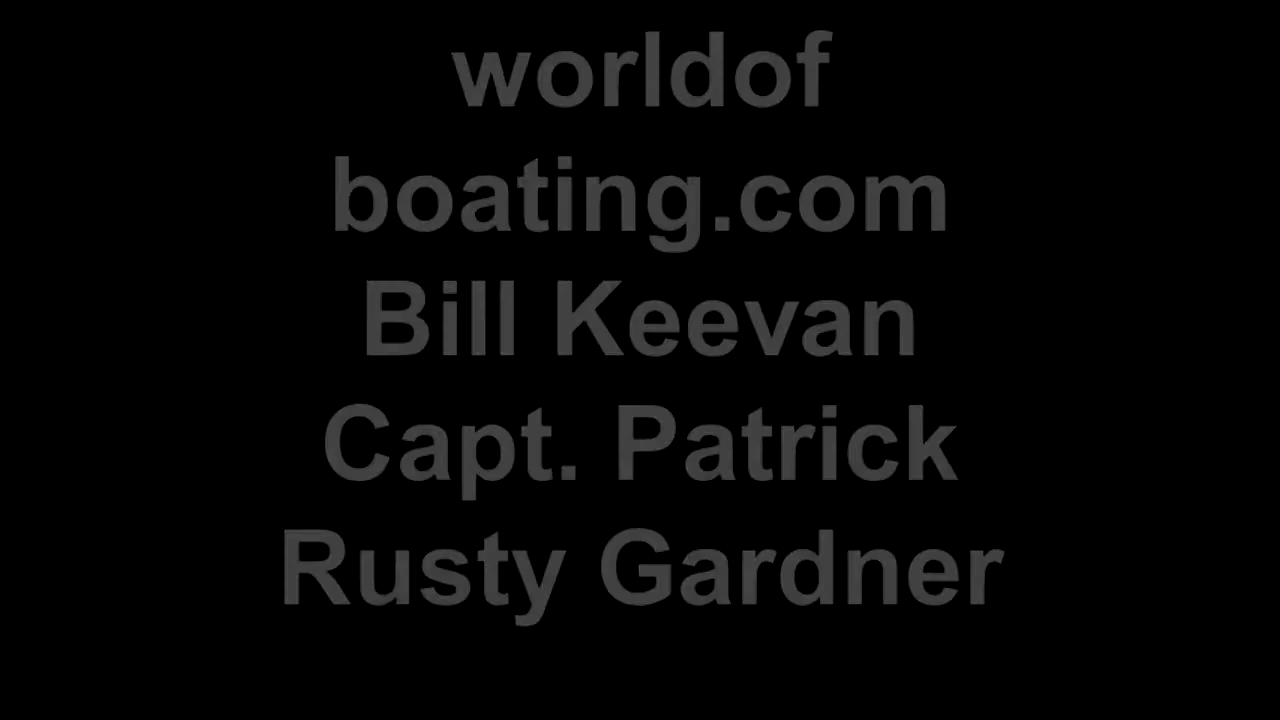 worldof
boating.com
Bill Keevan
Capt. Patrick
Rusty Gardner